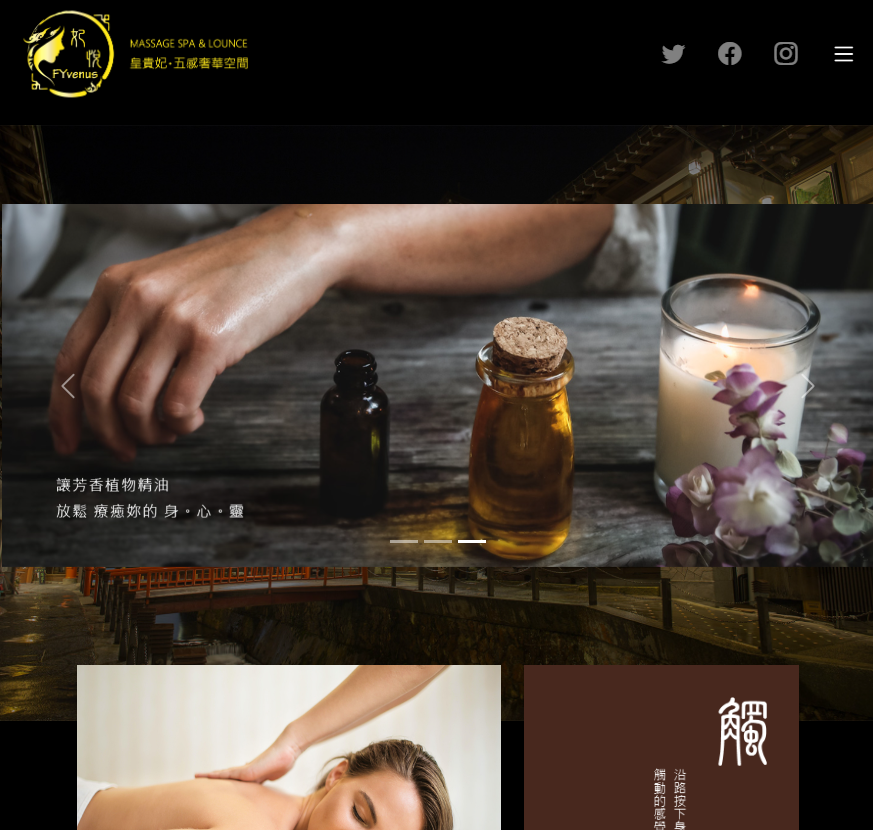 妃
悅
FYvenus
MASSAGE SPA & LOUNCE
皇貴妃•五感奢華空間
讓芳香植物精油
放鬆 療癒妳的 身。心。靈
觸
沿路按下身
觸動的感覺